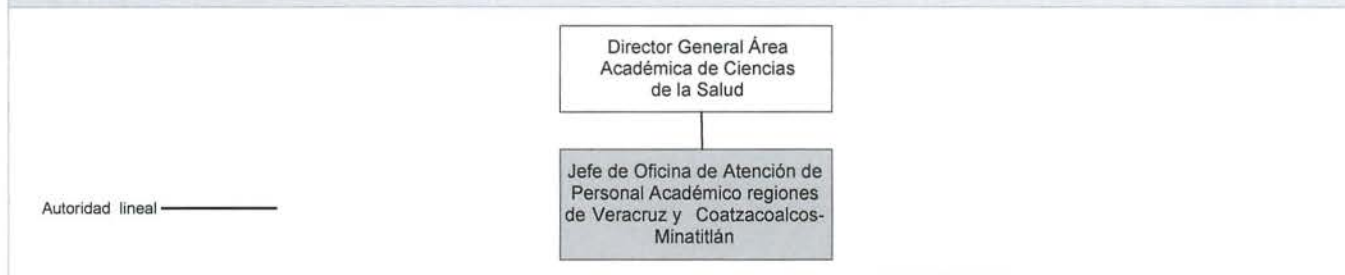 Director General Área
Académica de Ciencias
de la Salud
Jefe de Oficina de Atención de
Personal Académico regiones
de Veracruz y Coatzacoalcos-
Minatitlán
Autoridad lineal